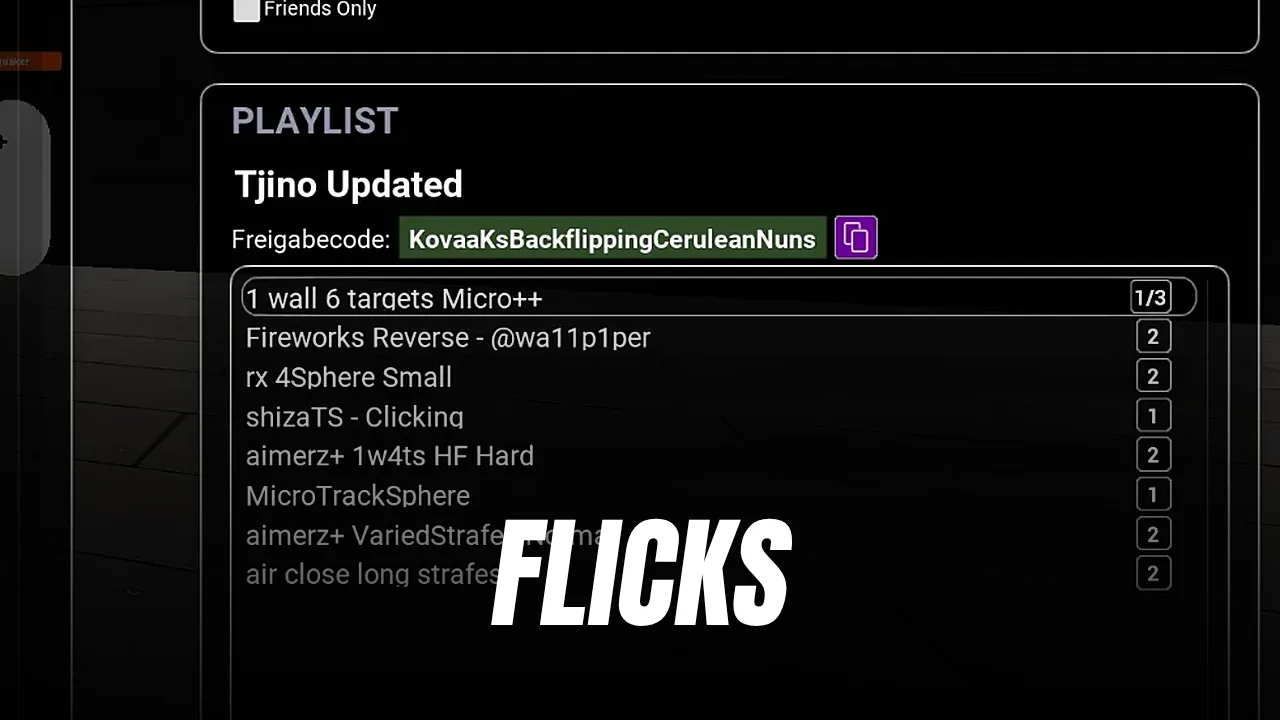 Friends Only
PLAYLIST
Tjino Updated
Freigabecode: KovaaKsBackflippingCeruleanNuns
1 wall 6 targets Micro++ 1/3
Fireworks Reverse - @wa11p1per 2
rx 4Sphere Small 2
shizaTS - Clicking 1
aimerz+ 1w4ts HF Hard 2
MicroTrackSphere 1
aimerz+ 2
air close long strafes 2
FLICKS